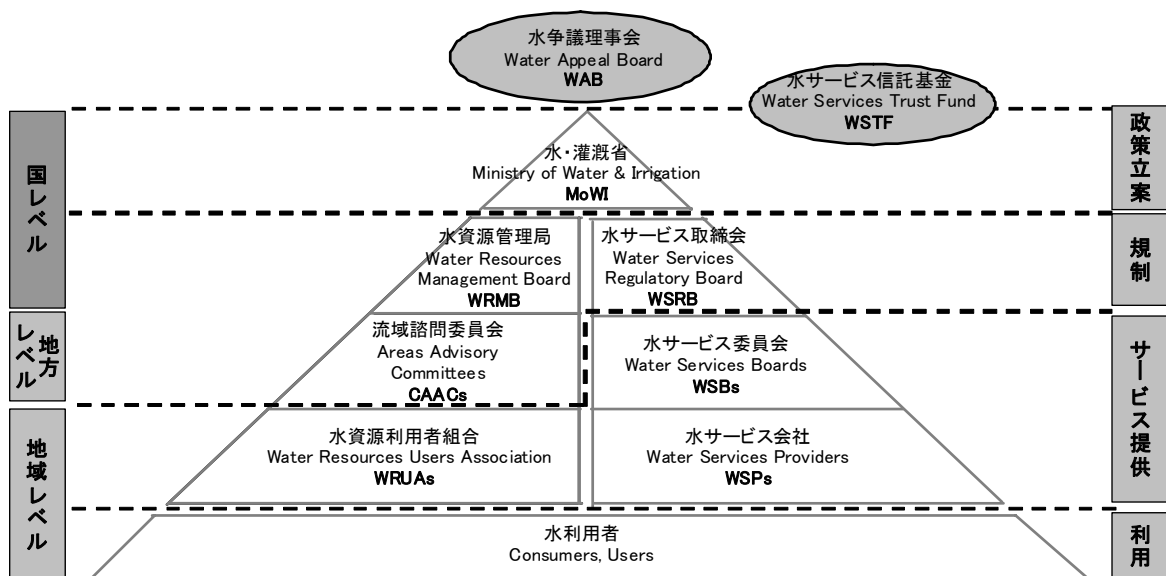 水争議理事会
Water Appeal Board
WAB
水サービス信託基金
Water Services Trust Fund
WSTF
国レベル
政策立案
水・灌漑省
Ministry of Water & Irrigation
MoWI
水資源管理局
Water Resources
Management Board
WRMB
水サービス取締会
Water Services
Regulatory Board
WSRB
規制
地方
レベル
流域諮問委員会
Areas Advisory
Committees
CAACs
水サービス委員会
Water Services Boards
WSBs
サービス提供
地域レベル
水資源利用者組合
Water Resources Users Association
WRUAs
水サービス会社
Water Services Providers
WSPs
水利用者
Consumers, Users
利用